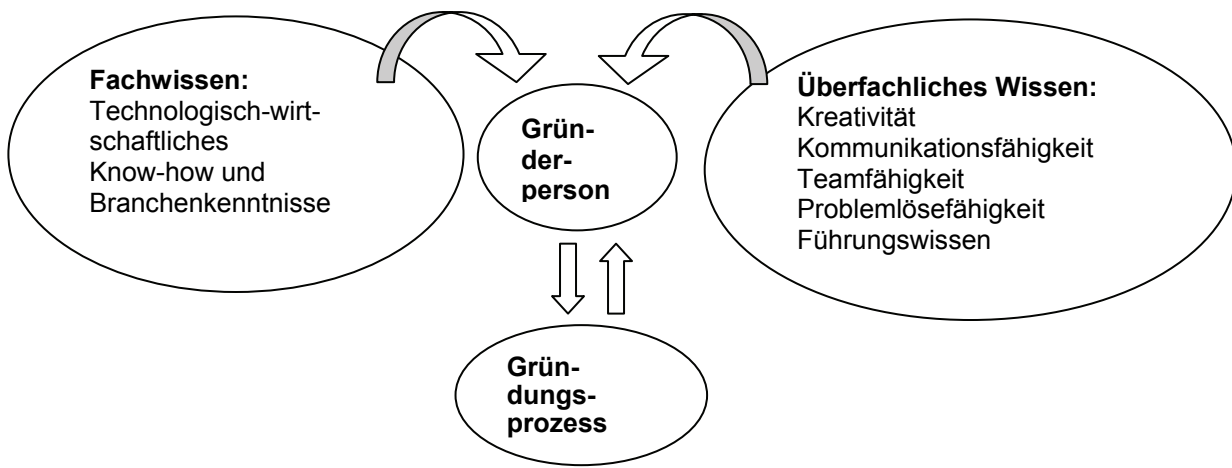 Fachwissen:
Technologisch-wirt-
schaftliches
Know-how und
Branchenkenntnisse
Grün-
der-
person
Überfachliches Wissen:
Kreativität
Kommunikationsfähigkeit
Teamfähigkeit
Problemlösefähigkeit
Führungswissen
Grün-
dungs-
prozess